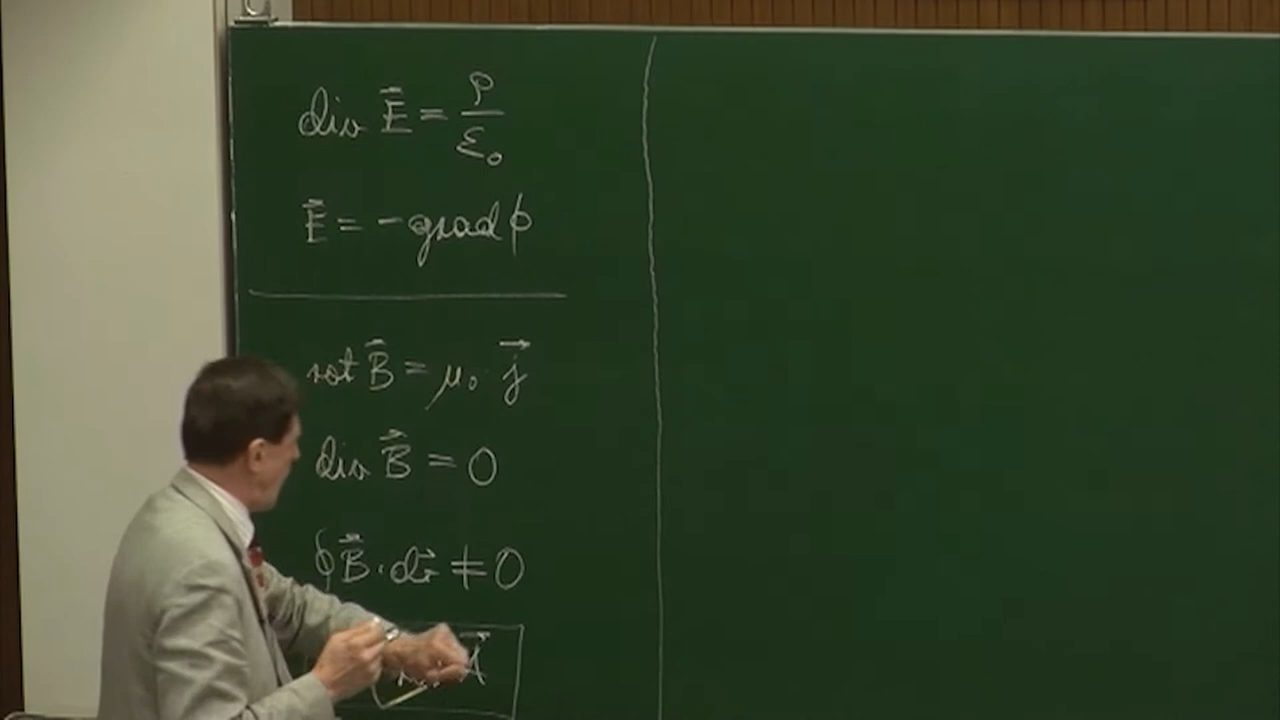 div E⃗ = ρ/ε₀
E⃗ = -grad ϕ
rot B⃗ = μ₀ j⃗
div B⃗ = 0
∮B⃗·dr⃗ ≠ 0
A⃗